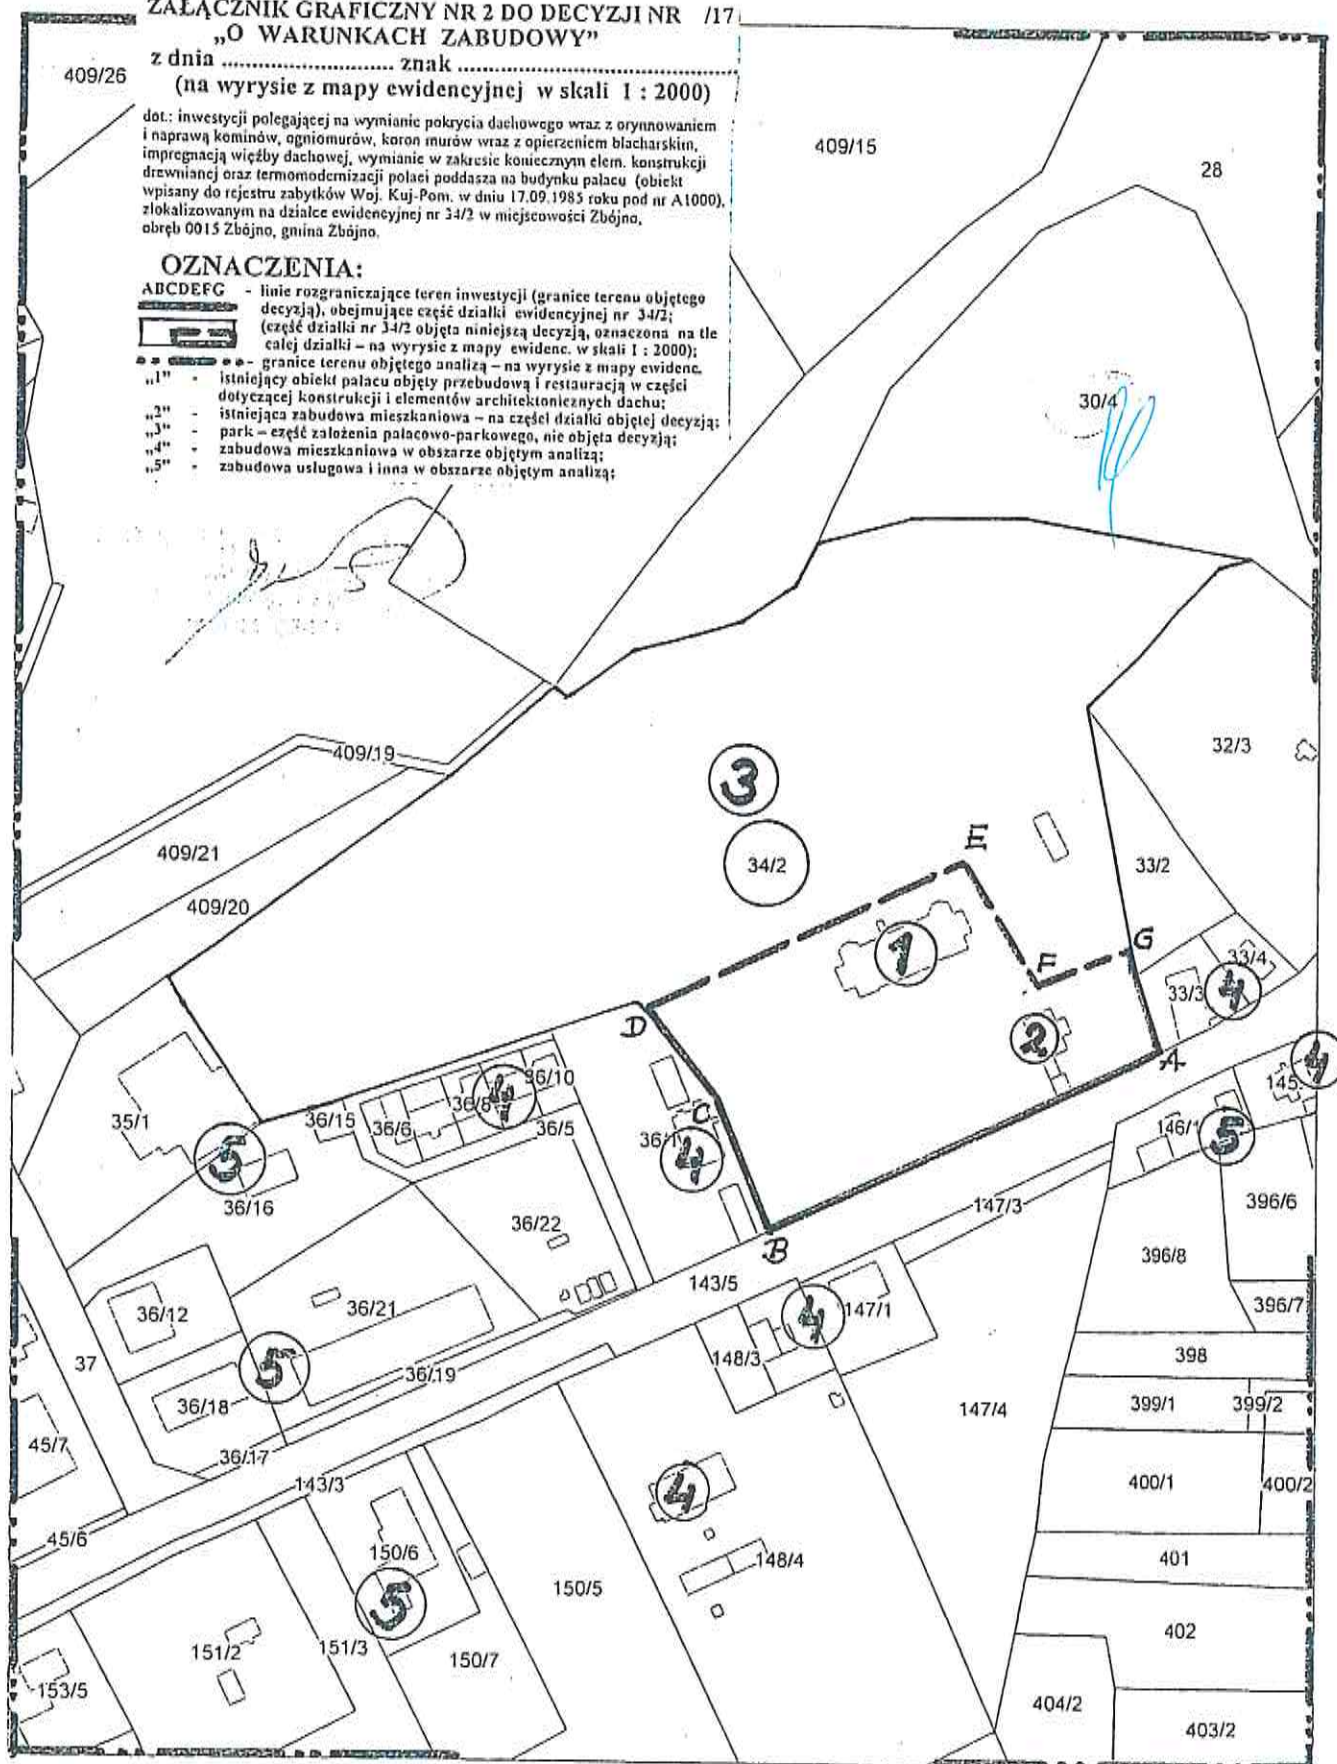 ZAŁĄCZNIK GRAFICZNY NR 2 DO DECYZJI NR /17
„O WARUNKACH ZABUDOWY”
z dnia .......................... znak ..........................................
(na wyrysie z mapy ewidencyjnej w skali 1 : 2000)
dot.: inwestycji polegającej na wymianie pokrycia dachowego wraz z orynnowaniem
i naprawą kominów, ogniomurów, koron murów wraz z opierzeniem blacharskim,
impregnacją więźby dachowej, wymianie w zakresie koniecznym elem. konstrukcji
drewnianej oraz termomodernizacji połaci poddasza na budynku pałacu (obiekt
wpisany do rejestru zabytków Woj. Kuj-Pom. w dniu 17.09.1985 roku pod nr A1000),
zlokalizowanym na działce ewidencyjnej nr 34/2 w miejscowości Zbójno,
obręb 0015 Zbójno, gmina Zbójno.
OZNACZENIA:
ABCDEFG - linie rozgraniczające teren inwestycji (granice terenu objętego
decyzją), obejmujące część działki ewidencyjnej nr 34/2;
(część działki nr 34/2 objęta niniejszą decyzją, oznaczona na tle
całej działki – na wyrysie z mapy ewidenc. w skali 1 : 2000);
- granice terenu objętego analizą – na wyrysie z mapy ewidenc.
„1” - istniejący obiekt pałacu objęty przebudową i restauracją w części
dotyczącej konstrukcji i elementów architektonicznych dachu;
„2” - istniejąca zabudowa mieszkaniowa – na części działki objętej decyzją;
„3” - park – część założenia pałacowo-parkowego, nie objęta decyzją;
„4” - zabudowa mieszkaniowa w obszarze objętym analizą;
„5” - zabudowa usługowa i inna w obszarze objętym analizą;
409/26
409/15
28
30/4
409/19
32/3
3
34/2
409/21
409/20
E
33/2
1
G
F
33/4
33/3
4
D
2
A
4
145
36/10
4
36/8
35/1
36/15
36/6
36/5
C
36/1
4
146/1
5
5
36/16
36/22
147/3
396/6
B
143/5
396/8
396/7
36/12
36/21
4
147/1
37
148/3
398
5
36/19
36/18
399/1
399/2
147/4
45/7
36/17
143/3
4
400/1
400/2
45/6
150/6
148/4
401
5
150/5
402
151/2
151/3
150/7
153/5
404/2
403/2